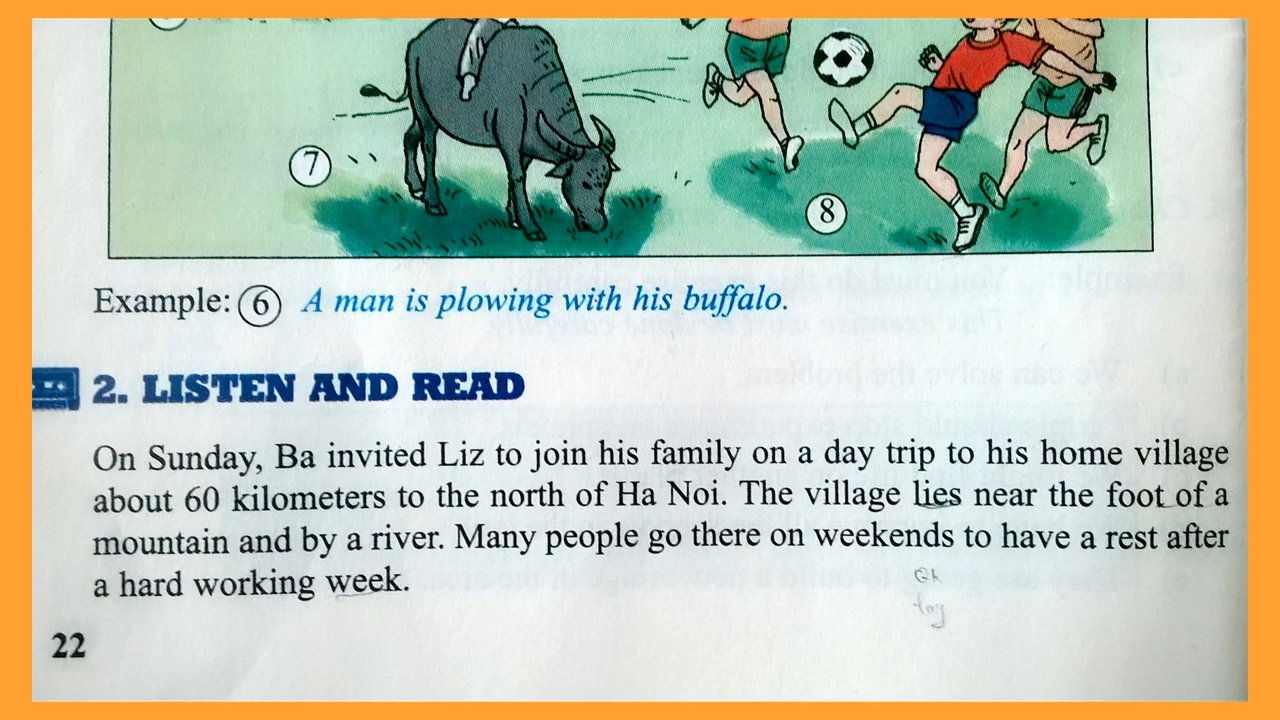 7
8
Example: 6 A man is plowing with his buffalo.
2. LISTEN AND READ
On Sunday, Ba invited Liz to join his family on a day trip to his home village
about 60 kilometers to the north of Ha Noi. The village lies near the foot of a
mountain and by a river. Many people go there on weekends to have a rest after
a hard working week.
22